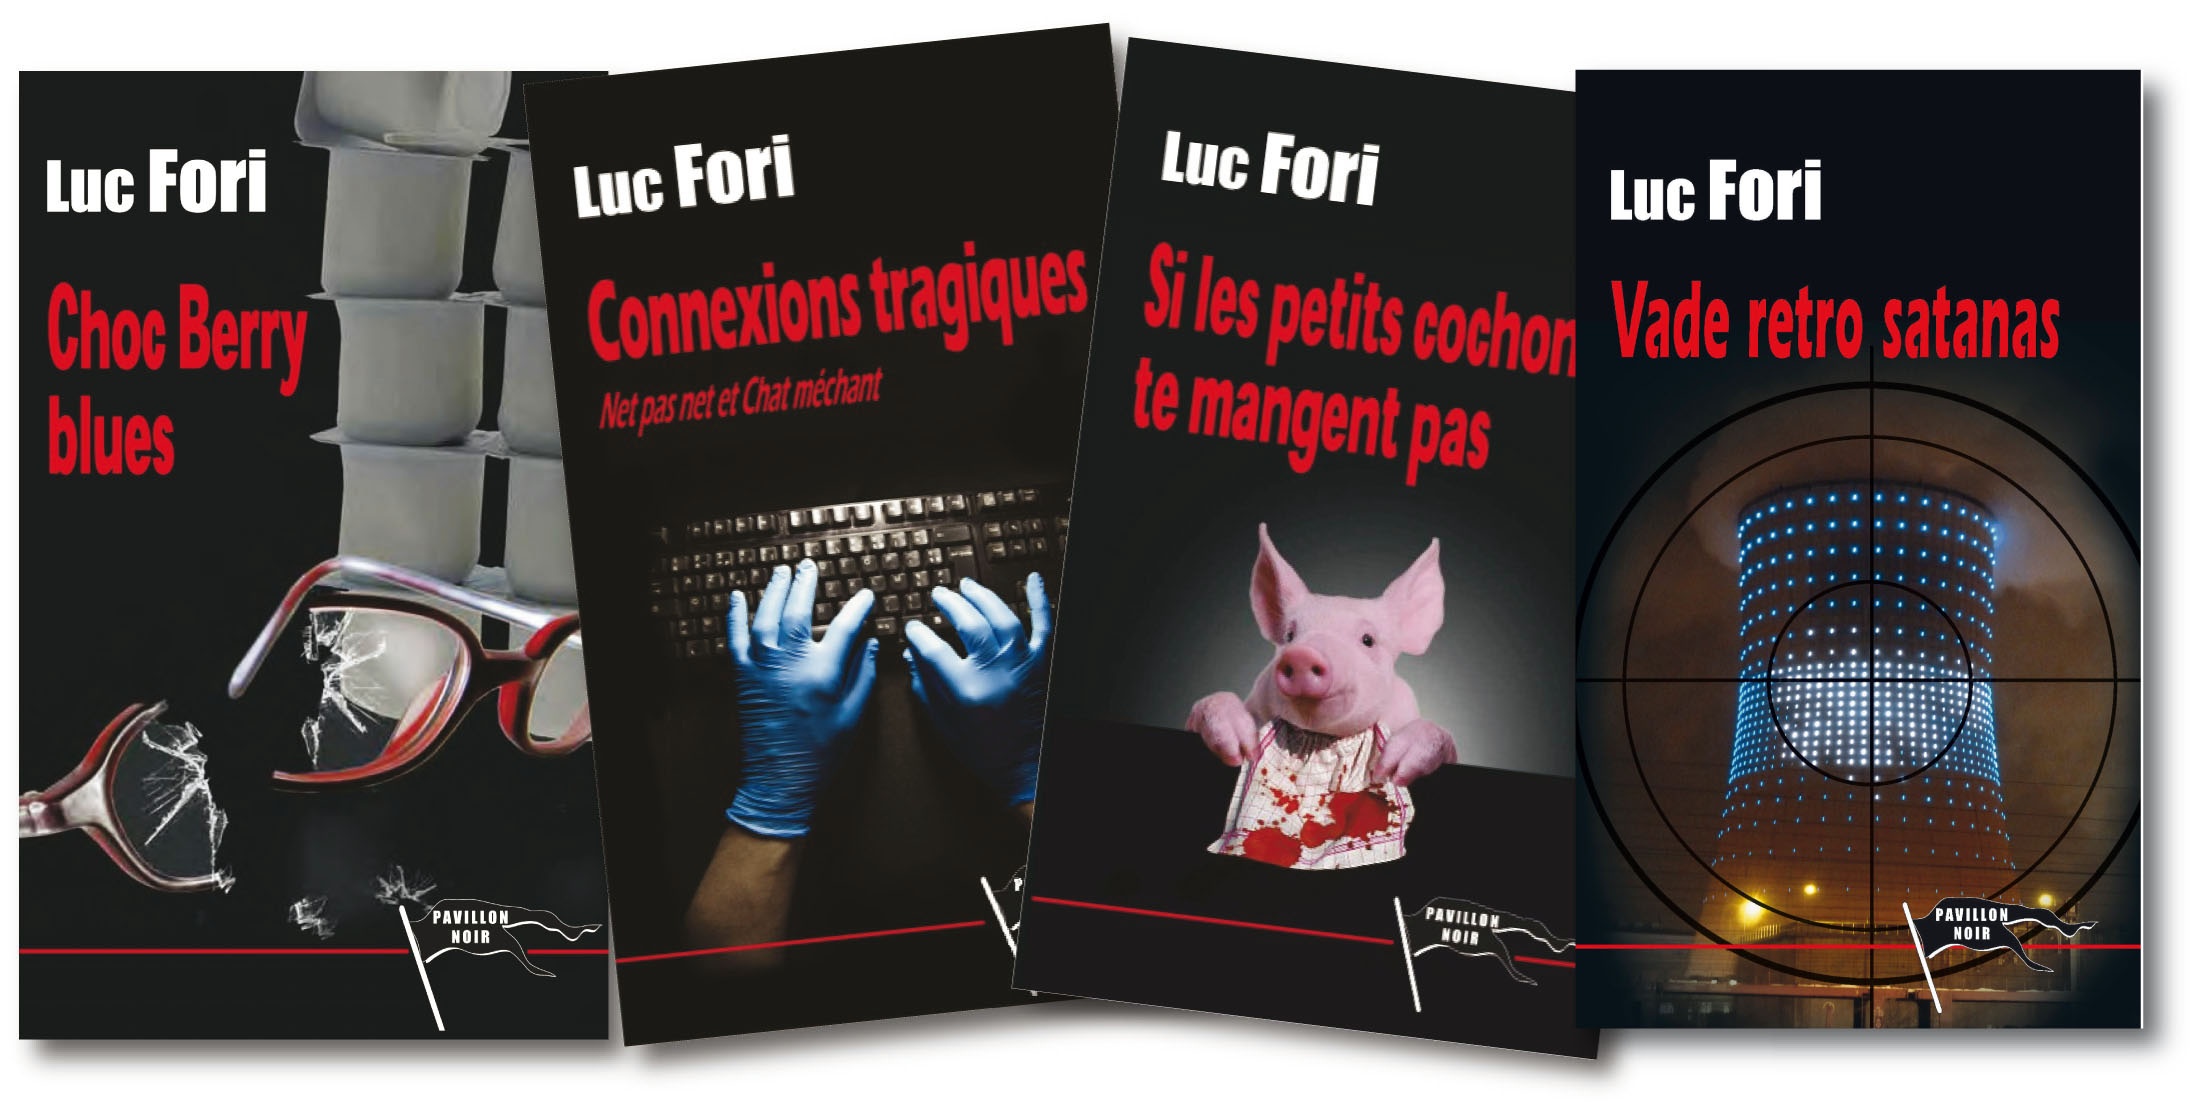 Luc Fori
Choc Berry
blues
PAVILLON
NOIR
Luc Fori
Connexions tragiques
Net pas net et Chat méchant
Luc Fori
Si les petits cochon
te mangent pas
PAVILLON
NOIR
Luc Fori
Vade retro satanas
PAVILLON
NOIR